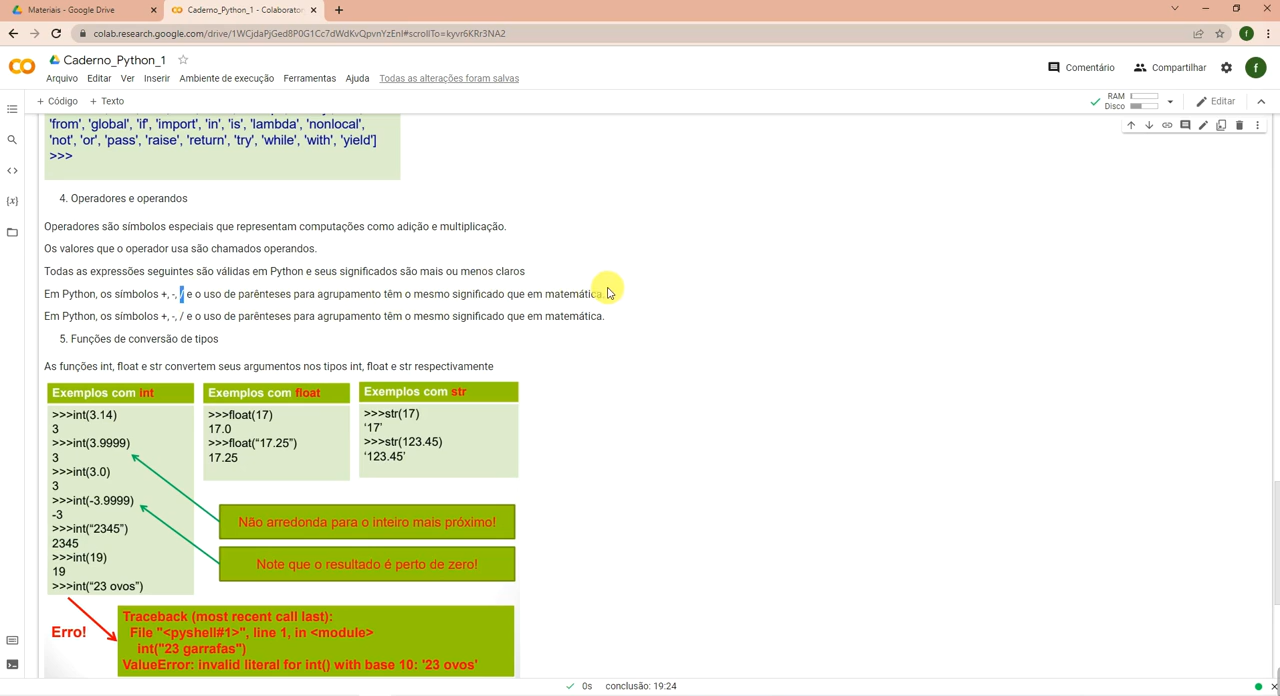 Materiais - Google Drive
Caderno_Python_1 - Colaborator
colab.research.google.com/drive/1WCjdaPjGed8P0G1Cc7dWdKvQpvnYzEnI#scrollTo=kyvr6KRr3NA2
f
Caderno_Python_1
Comentário
Compartilhar
f
Arquivo Editar Ver Inserir Ambiente de execução Ferramentas Ajuda Todas as alterações foram salvas
+ Código + Texto
RAM
Disco
Editar
'from', 'global', 'if', 'import', 'in', 'is', 'lambda', 'nonlocal',
'not', 'or', 'pass', 'raise', 'return', 'try', 'while', 'with', 'yield']
>>>
4. Operadores e operandos
Operadores são símbolos especiais que representam computações como adição e multiplicação.
Os valores que o operador usa são chamados operandos.
Todas as expressões seguintes são válidas em Python e seus significados são mais ou menos claros
Em Python, os símbolos +, -, / e o uso de parênteses para agrupamento têm o mesmo significado que em matemática.
Em Python, os símbolos +, -, / e o uso de parênteses para agrupamento têm o mesmo significado que em matemática.
5. Funções de conversão de tipos
As funções int, float e str convertem seus argumentos nos tipos int, float e str respectivamente
Exemplos com int
>>>int(3.14)
3
>>>int(3.9999)
3
>>>int(3.0)
3
>>>int(-3.9999)
-3
>>>int(“2345”)
2345
>>>int(19)
19
>>>int(“23 ovos”)
Exemplos com float
>>>float(17)
17.0
>>>float(“17.25”)
17.25
Exemplos com str
>>>str(17)
‘17’
>>>str(123.45)
‘123.45’
Não arredonda para o inteiro mais próximo!
Note que o resultado é perto de zero!
Erro!
Traceback (most recent call last):
File "<pyshell#1>", line 1, in <module>
int("23 garrafas")
ValueError: invalid literal for int() with base 10: '23 ovos'
0s conclusão: 19:24